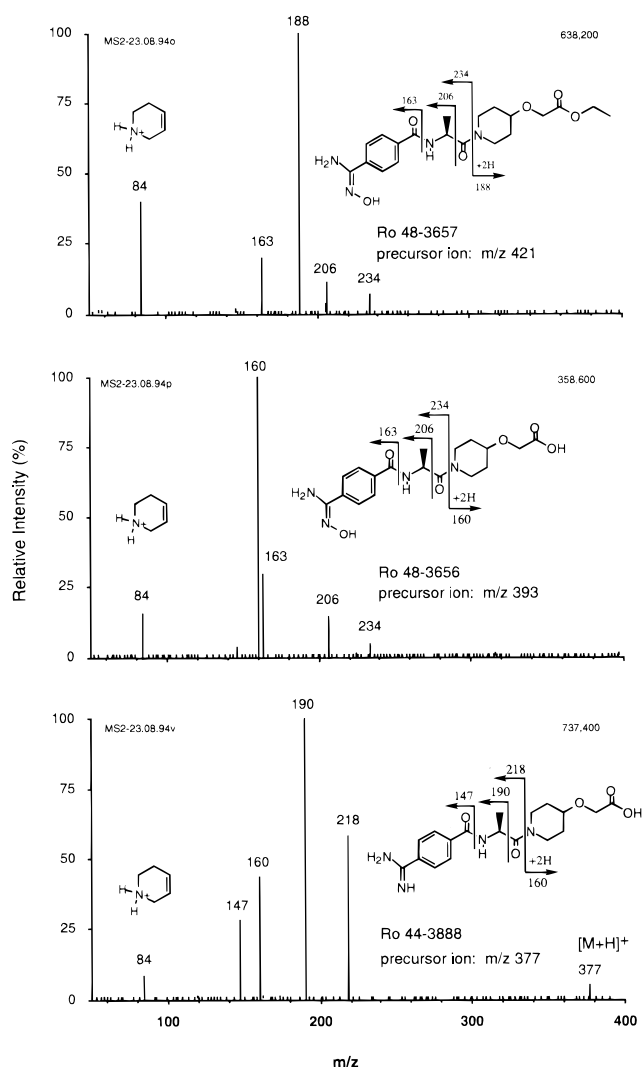 Relative Intensity (%)
MS2-23.08.94o
638,200
100
75
50
25
0
84
163
188
206
234
H
H
N
+
163
206
234
+2H
188
H₂N
N
OH
O
N
H
O
N
O
O
O
Ro 48-3657
precursor ion: m/z 421
MS2-23.08.94p
358.600
100
75
50
25
0
84
160
163
206
234
H
H
N
+
163
206
234
+2H
160
H₂N
N
OH
O
N
H
O
N
O
O
OH
Ro 48-3656
precursor ion: m/z 393
MS2-23.08.94v
737,400
100
75
50
25
0
84
147
160
190
218
H
H
N
+
147
190
218
+2H
160
H₂N
NH
O
N
H
O
N
O
O
OH
Ro 44-3888
precursor ion: m/z 377
[M+H]⁺
377
100
200
300
400
m/z